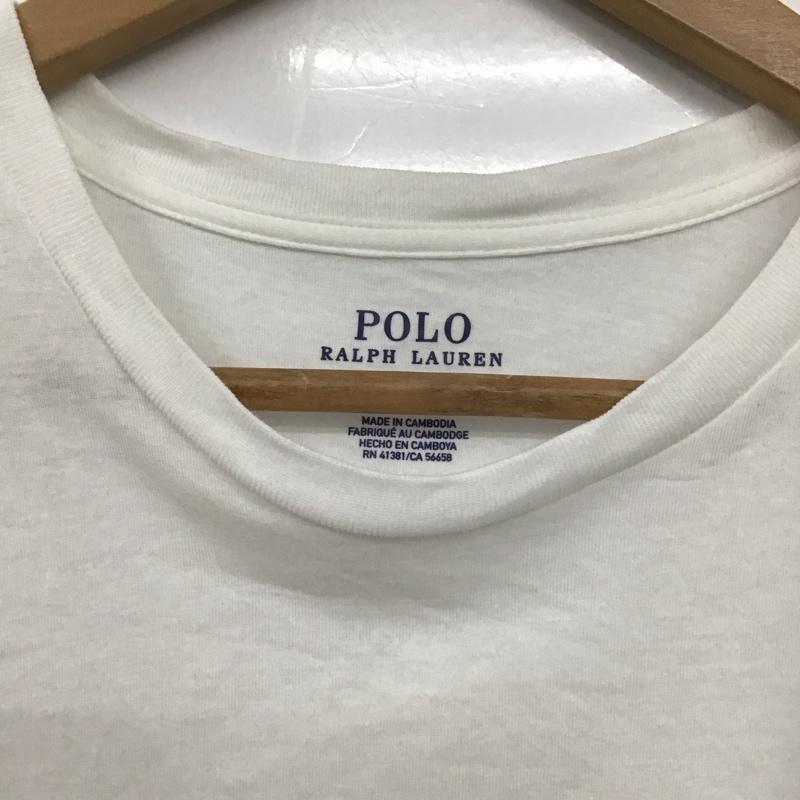 POLO
RALPH LAUREN
MADE IN CAMBODIA
FABRIQUÉ AU CAMBODGE
HECHO EN CAMBOYA
RN 41381/CA 56658